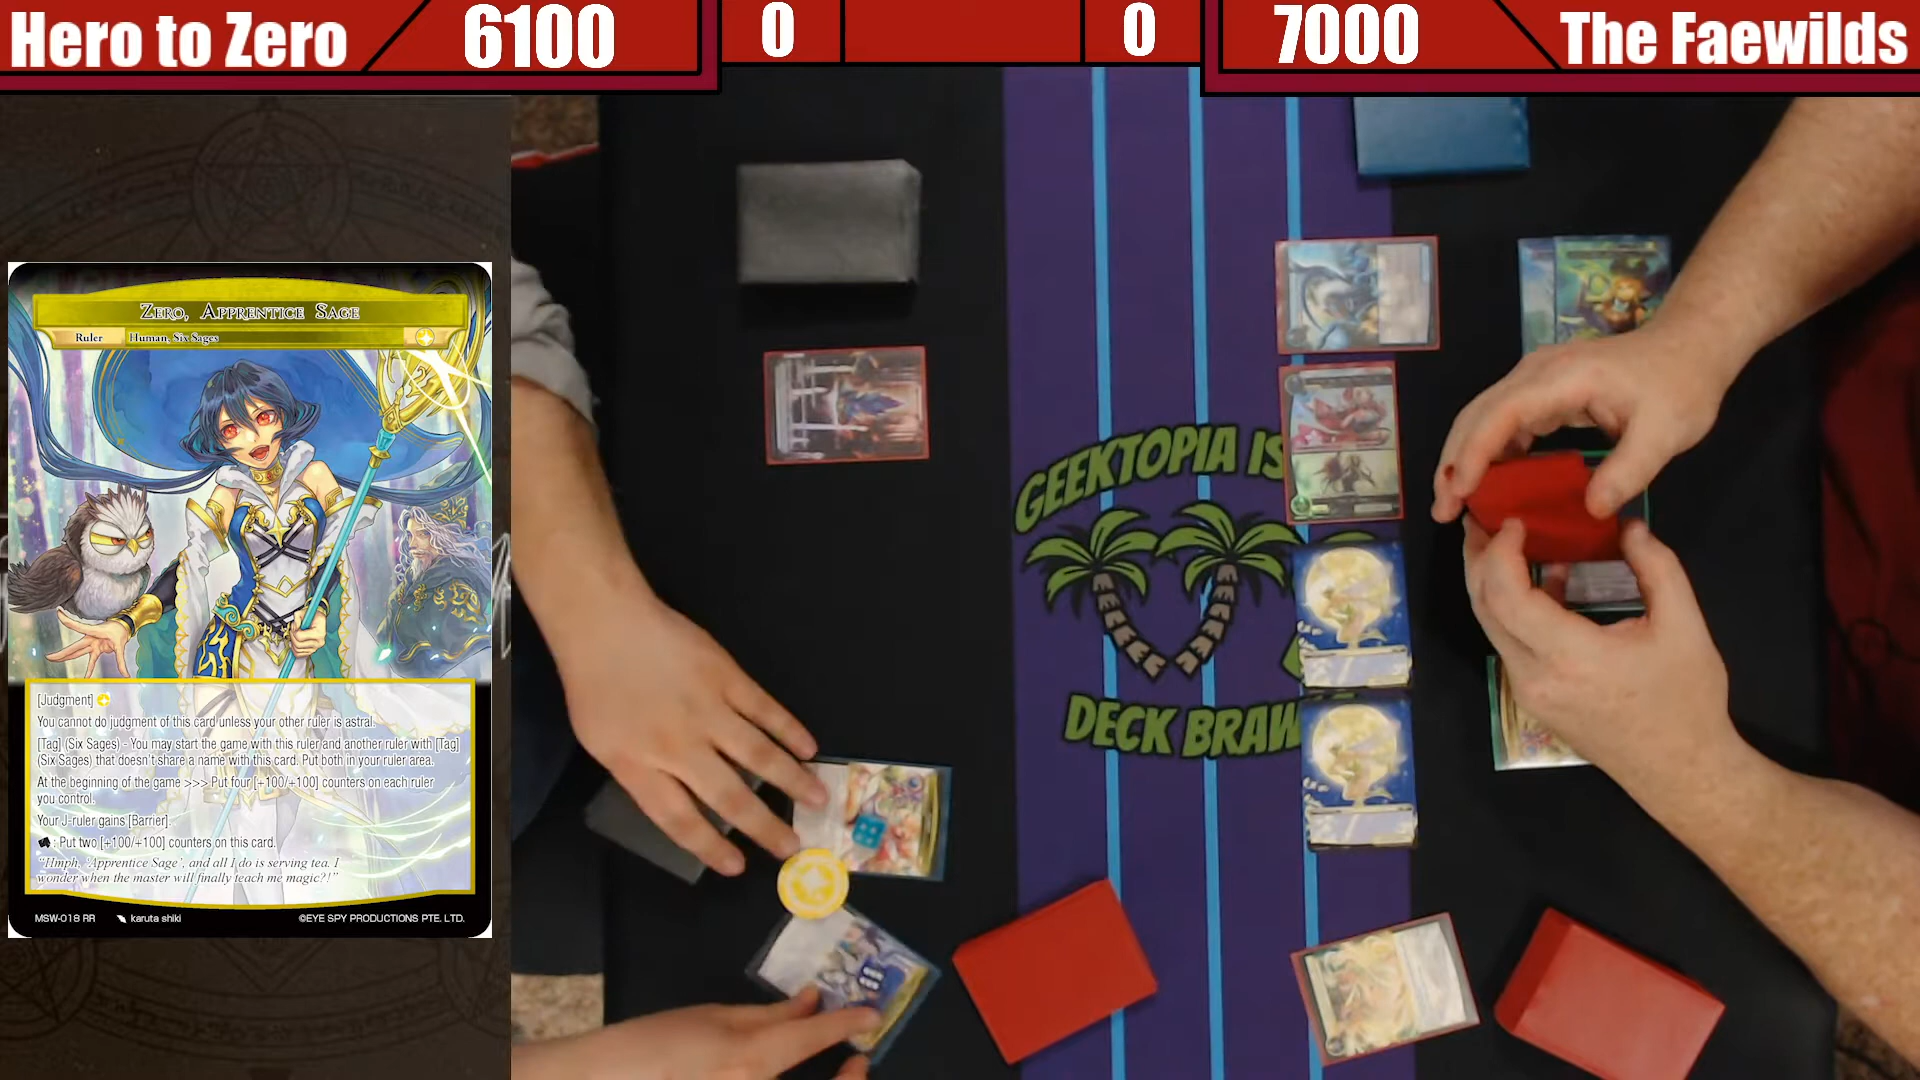 Hero to Zero
6100
0
0
7000
The Faewilds
Zero, Apprentice Sage
Ruler
Human, Six Sages
[Judgment]
You cannot do judgment of this card unless your other ruler is astral.
[Tag] (Six Sages) - You may start the game with this ruler and another ruler with [Tag]
(Six Sages) that doesn't share a name with this card. Put both in your ruler area.
At the beginning of the game >>> Put four [+100/+100] counters on each ruler
you control.
Your J-ruler gains [Barrier].
: Put two [+100/+100] counters on this card.
"Hmph, 'Apprentice Sage', and all I do is serving tea. I
wonder when the master will finally teach me magic?!"
MSW-018 RR
karuta shiki
©EYE SPY PRODUCTIONS PTE. LTD.
GEEKTOPIA IS
DECK BRAW